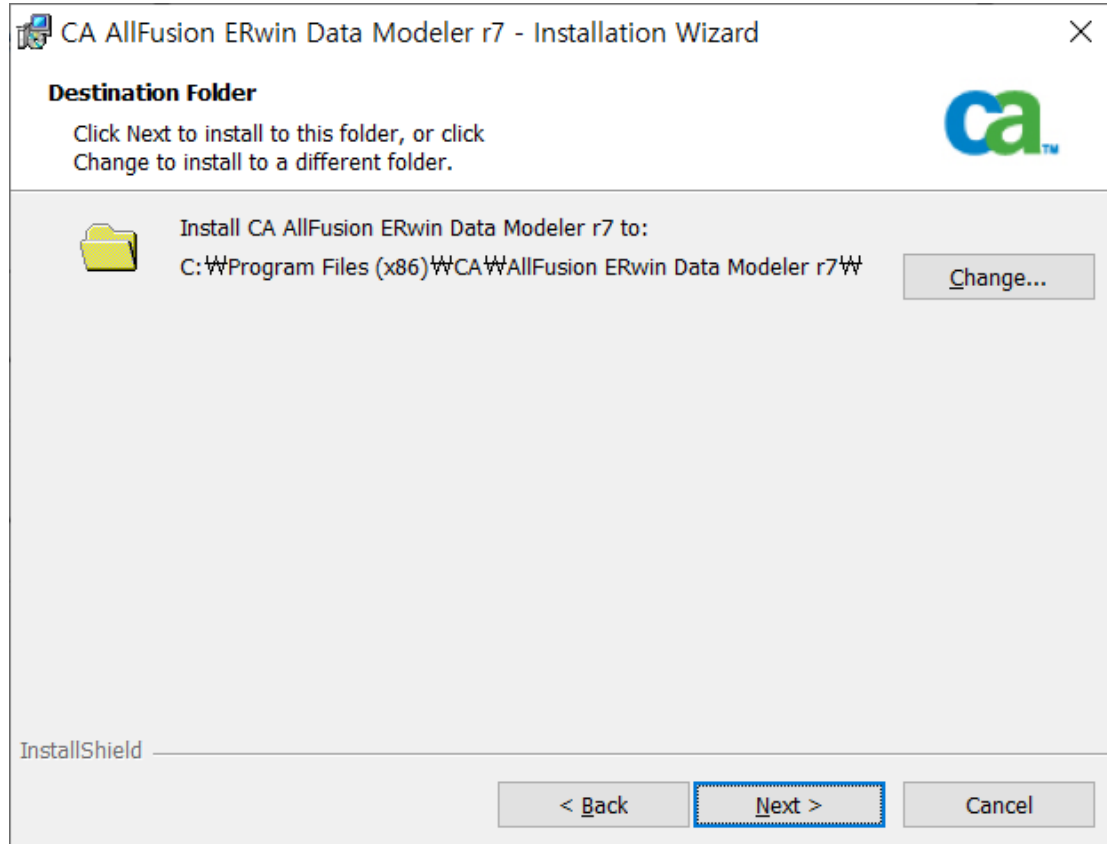 CA AllFusion ERwin Data Modeler r7 - Installation Wizard
Destination Folder
Click Next to install to this folder, or click
Change to install to a different folder.
ca TM
Install CA AllFusion ERwin Data Modeler r7 to:
C:₩Program Files (x86)₩CA₩AllFusion ERwin Data Modeler r7₩
Change...
InstallShield
< Back
Next >
Cancel